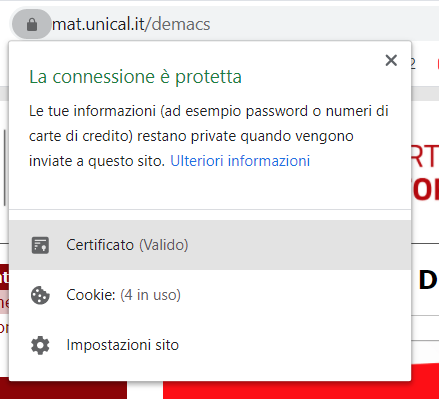 mat.unical.it/demacs
La connessione è protetta
Le tue informazioni (ad esempio password o numeri di
carte di credito) restano private quando vengono
inviate a questo sito. Ulteriori informazioni
Certificato (Valido)
Cookie: (4 in uso)
Impostazioni sito